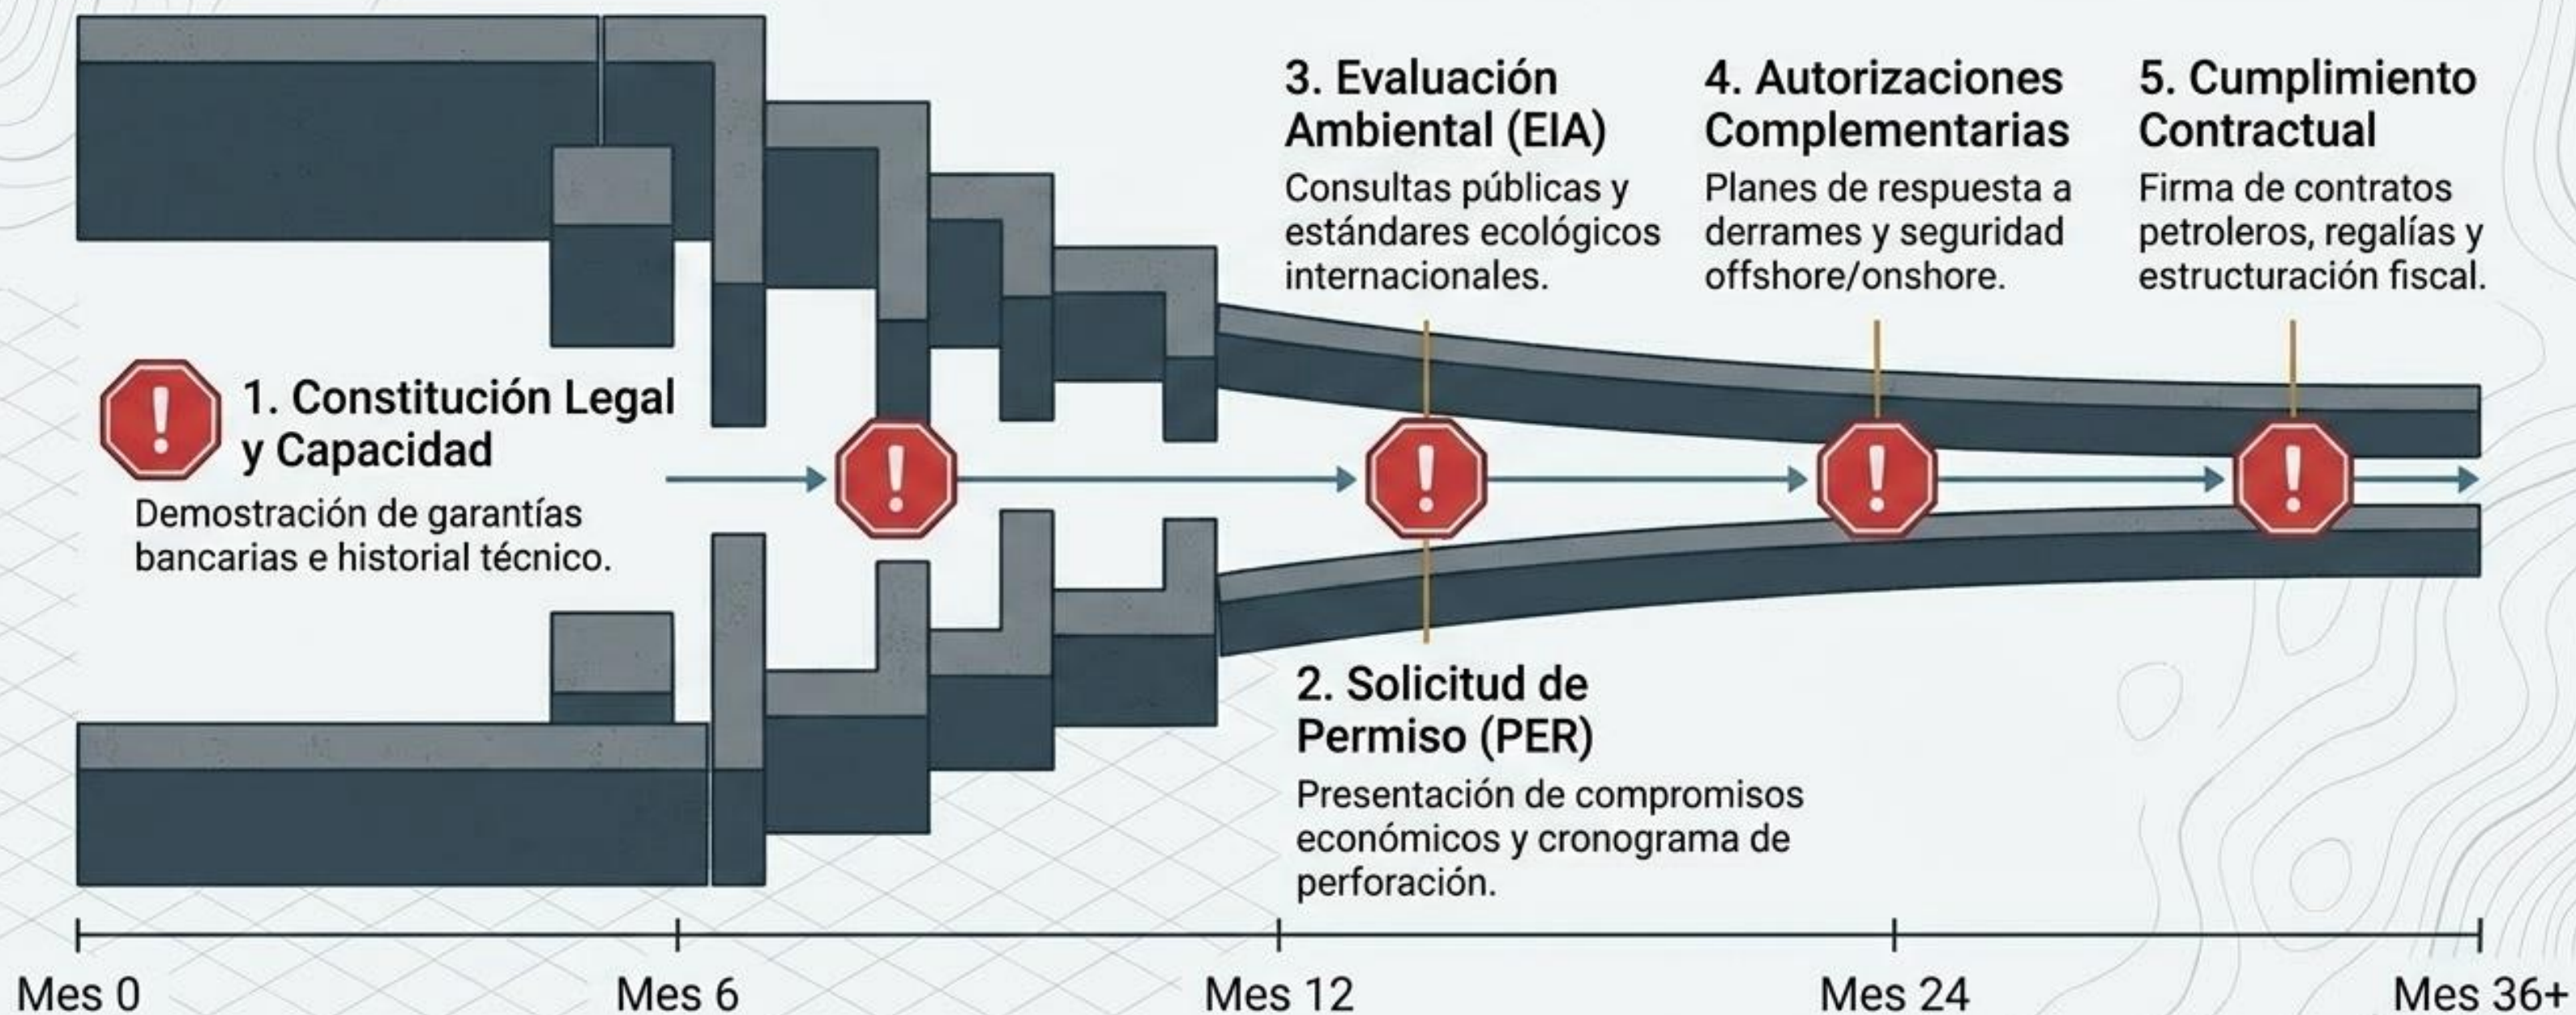 1. Constitución Legal
y Capacidad
Demostración de garantías
bancarias e historial técnico.
2. Solicitud de
Permiso (PER)
Presentación de compromisos
económicos y cronograma de
perforación.
3. Evaluación
Ambiental (EIA)
Consultas públicas y
estándares ecológicos
internacionales.
4. Autorizaciones
Complementarias
Planes de respuesta a
derrames y seguridad
offshore/onshore.
5. Cumplimiento
Contractual
Firma de contratos
petroleros, regalías y
estructuración fiscal.
Mes 0
Mes 6
Mes 12
Mes 24
Mes 36+